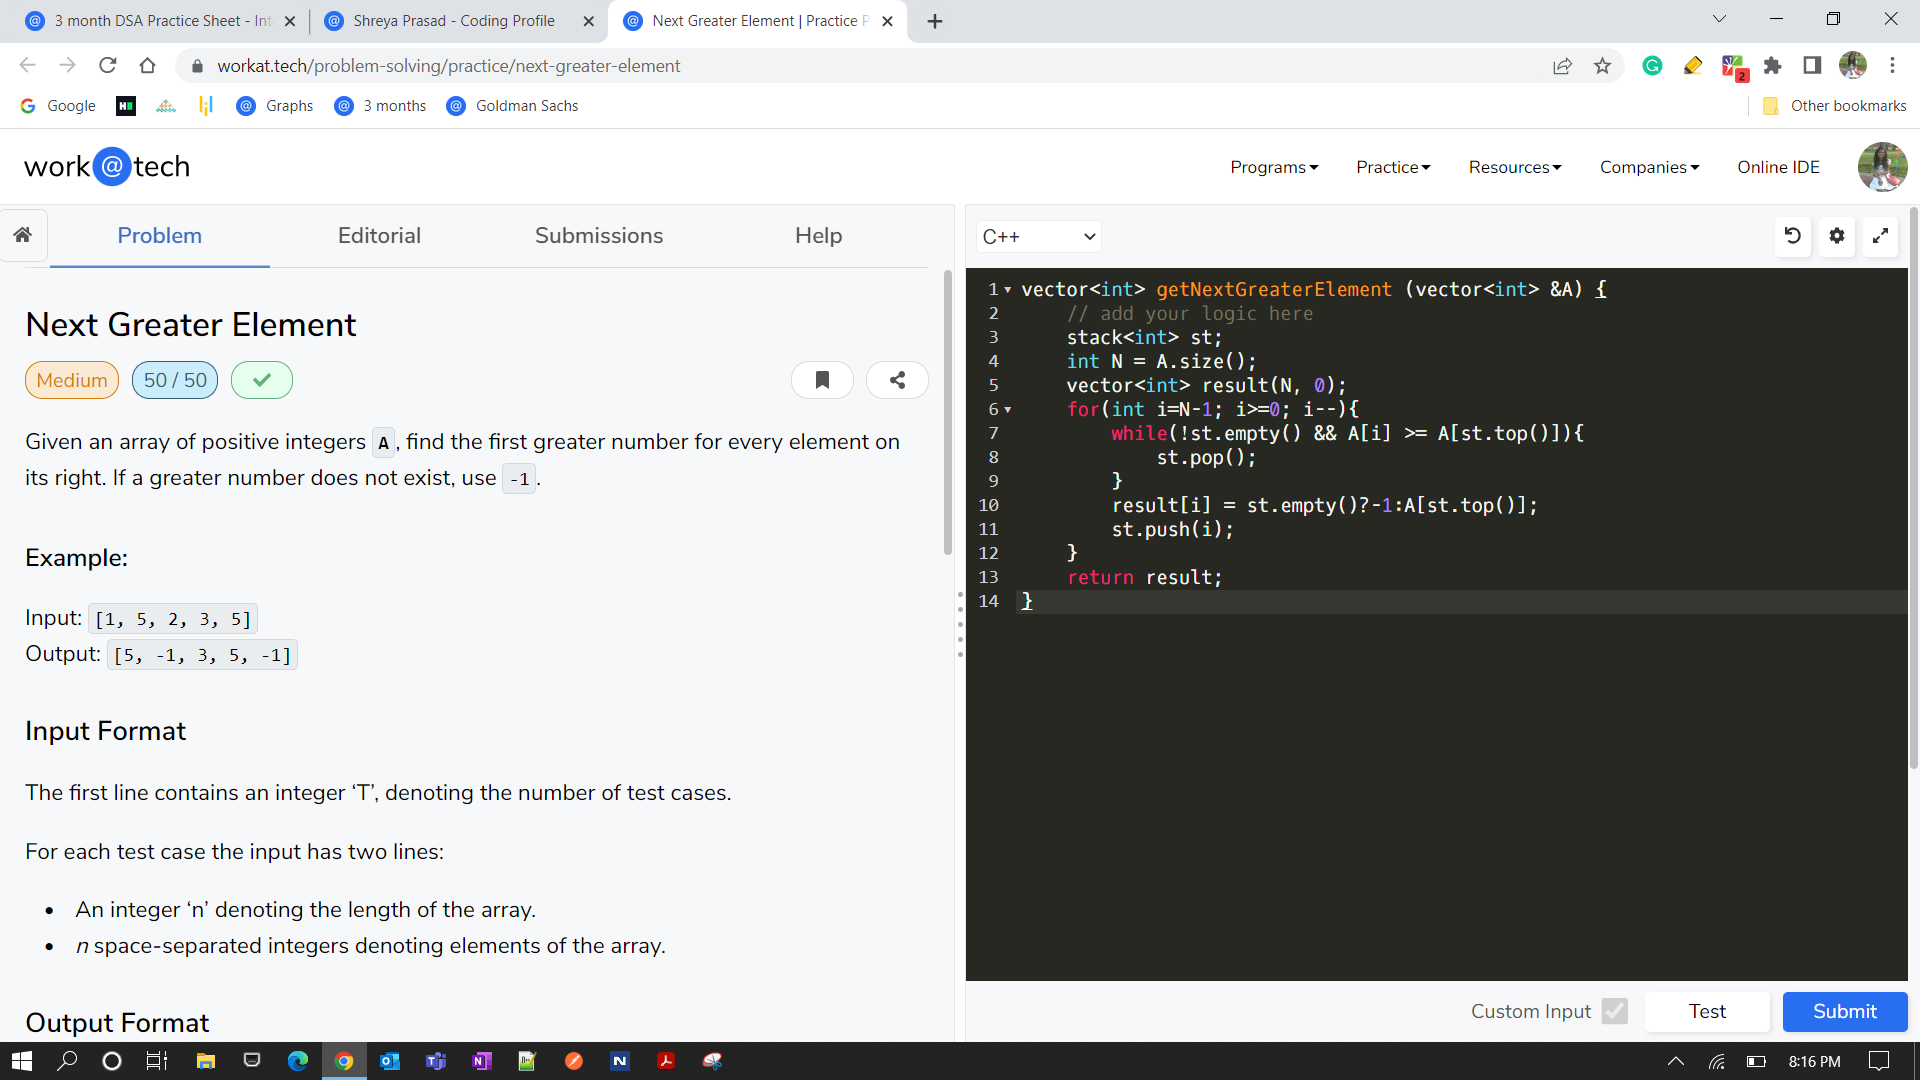 3 month DSA Practice Sheet - Int
Shreya Prasad - Coding Profile
Next Greater Element | Practice P
workat.tech/problem-solving/practice/next-greater-element
2
Google
Graphs
3 months
Goldman Sachs
Other bookmarks
work@tech
Programs
Practice
Resources
Companies
Online IDE
Problem
Editorial
Submissions
Help
Next Greater Element
Medium
50 / 50
Given an array of positive integers A, find the first greater number for every element on
its right. If a greater number does not exist, use -1.
Example:
Input: [1, 5, 2, 3, 5]
Output: [5, -1, 3, 5, -1]
Input Format
The first line contains an integer ‘T’, denoting the number of test cases.
For each test case the input has two lines:
• An integer ‘n’ denoting the length of the array.
• n space-separated integers denoting elements of the array.
Output Format
C++
1 vector<int> getNextGreaterElement (vector<int> &A) {
2 // add your logic here
3 stack<int> st;
4 int N = A.size();
5 vector<int> result(N, 0);
6 for(int i=N-1; i>=0; i--){
7 while(!st.empty() && A[i] >= A[st.top()]){
8 st.pop();
9 }
10 result[i] = st.empty()?-1:A[st.top()];
11 st.push(i);
12 }
13 return result;
14 }
Custom Input
Test
Submit
8:16 PM